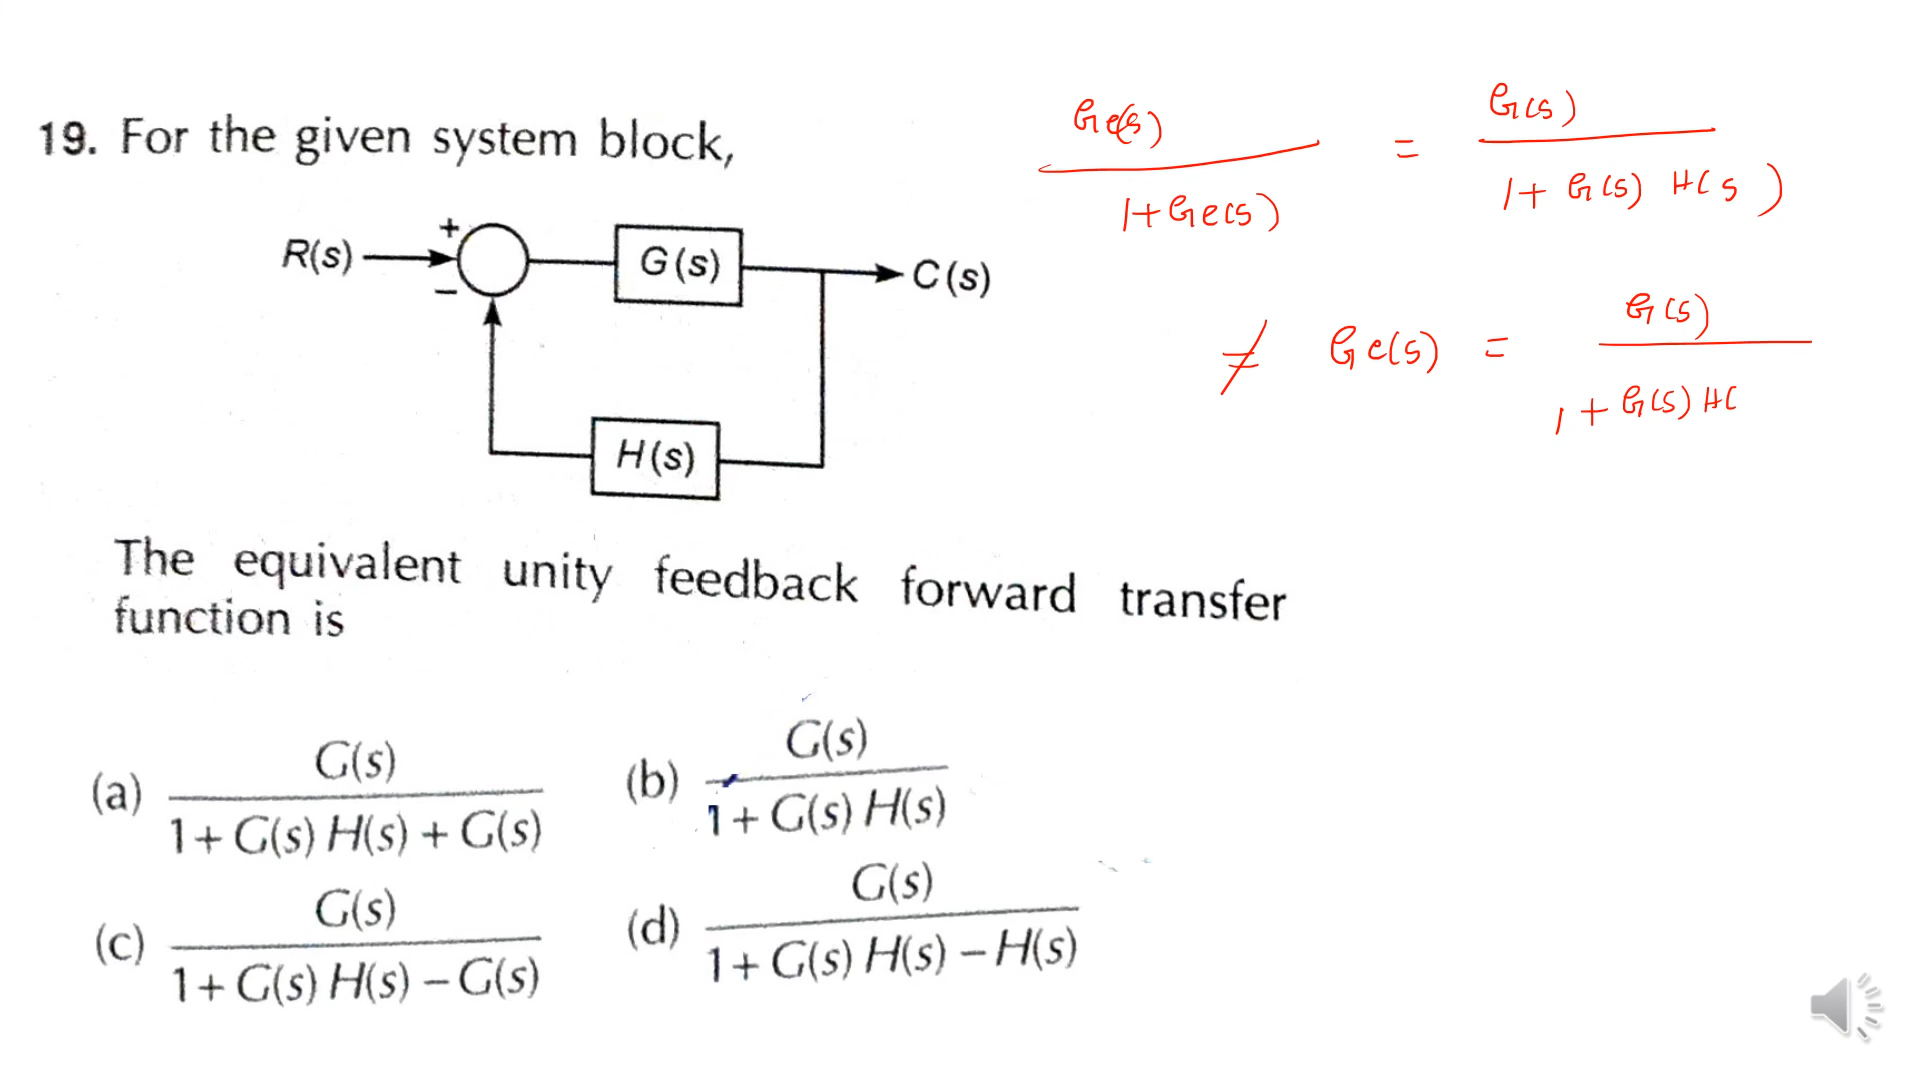 19. For the given system block,
R(s)
+
−
G(s)
C(s)
H(s)
The equivalent unity feedback forward transfer
function is
(a) G(s)
1+ G(s) H(s) + G(s)
(b) G(s)
1+ G(s) H(s)
(c) G(s)
1+ G(s) H(s) – G(s)
(d) G(s)
1+ G(s) H(s) – H(s)
Ge(s)
1+Ge(s)
=
G(s)
1+ G(s) H(s)
≠ Ge(s) =
G(s)
1+ G(s) H(